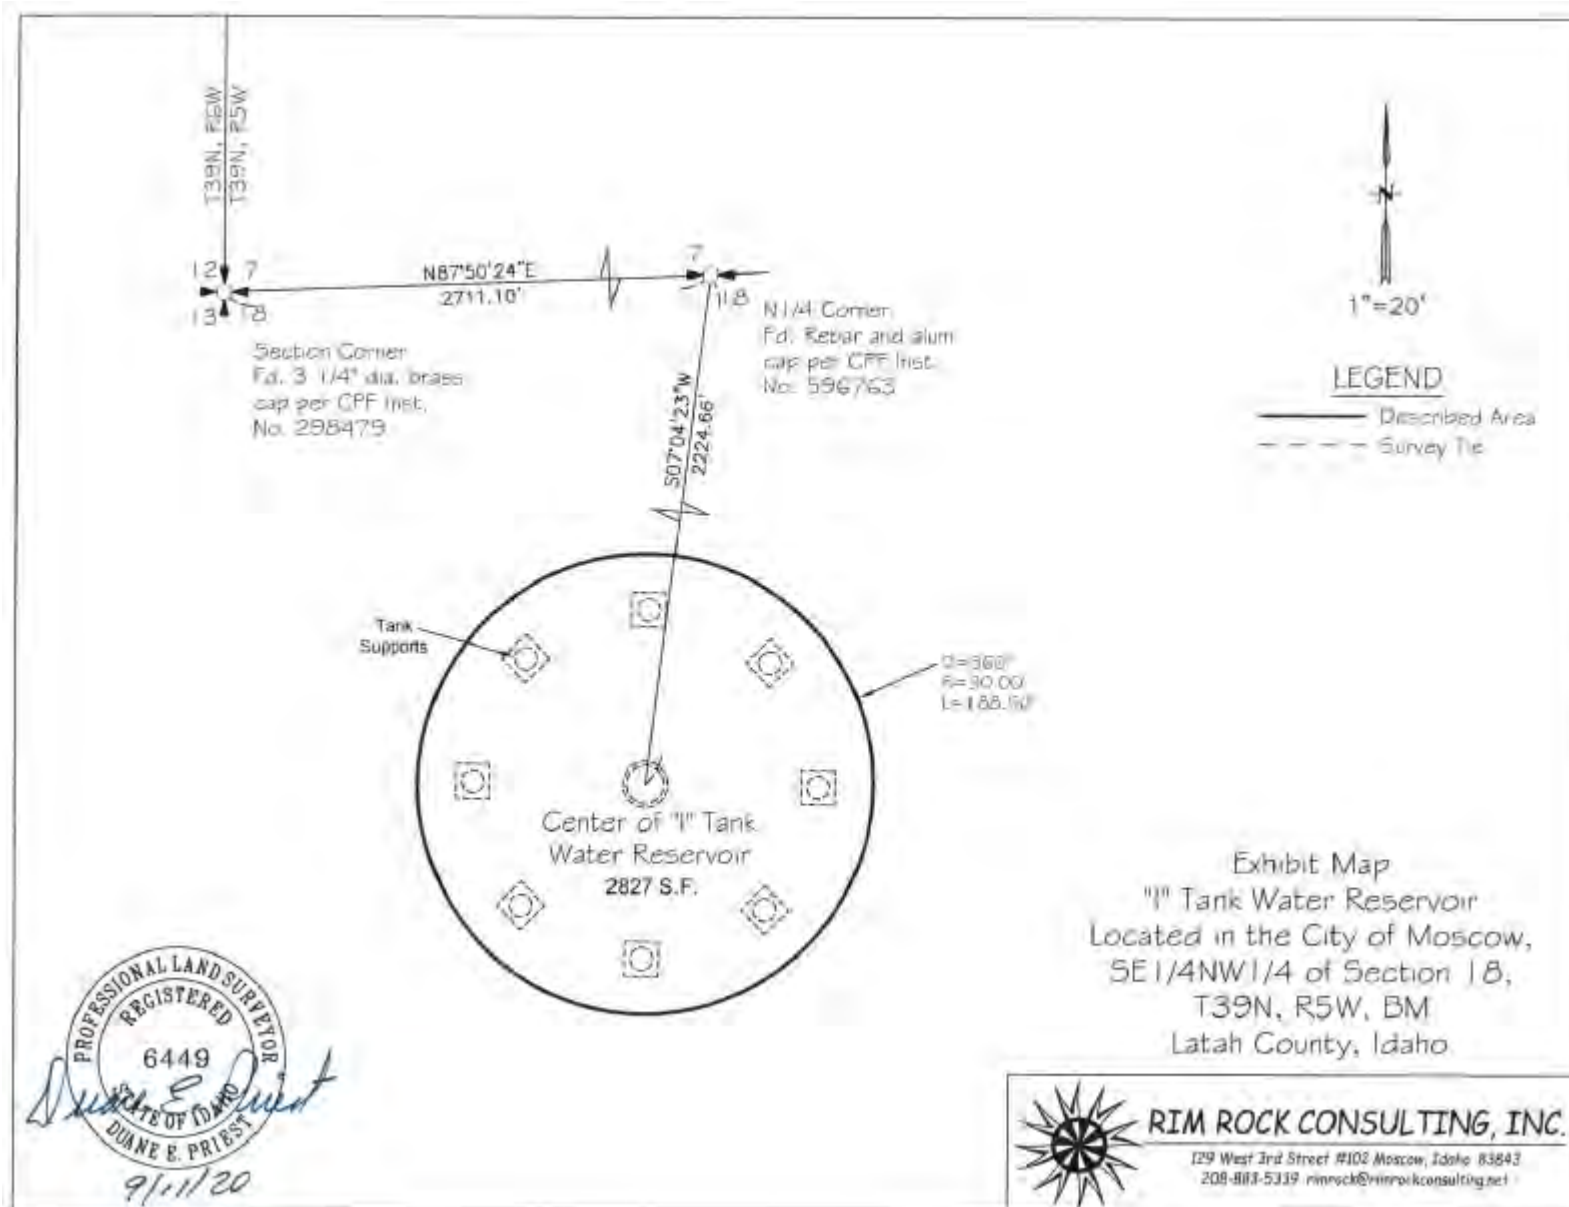 T39N, R6W
T39N, R5W
12 7
13 18
N87°50'24"E
2711.10'
7
18
Section Corner
Fd. 3 1/4" dia. brass
cap per CPF Inst.
No. 298479
N1/4 Corner
Fd. Rebar and alum
cap per CPF Inst.
No. 596763
S07°04'23"W
2224.66'
N
1"=20'
LEGEND
Described Area
Survey Tie
Tank
Supports
D=360°
R=30.00'
L=188.50'
Center of "I" Tank
Water Reservoir
2827 S.F.
Exhibit Map
"I" Tank Water Reservoir
Located in the City of Moscow,
SE1/4NW1/4 of Section 18,
T39N, R5W, BM
Latah County, Idaho
PROFESSIONAL LAND SURVEYOR
REGISTERED
6449
STATE OF IDAHO
DUANE E. PRIEST
Duane E Priest
9/11/20
RIM ROCK CONSULTING, INC.
129 West 3rd Street #102 Moscow, Idaho 83843
208-883-5339 rimrock@rimrockconsulting.net